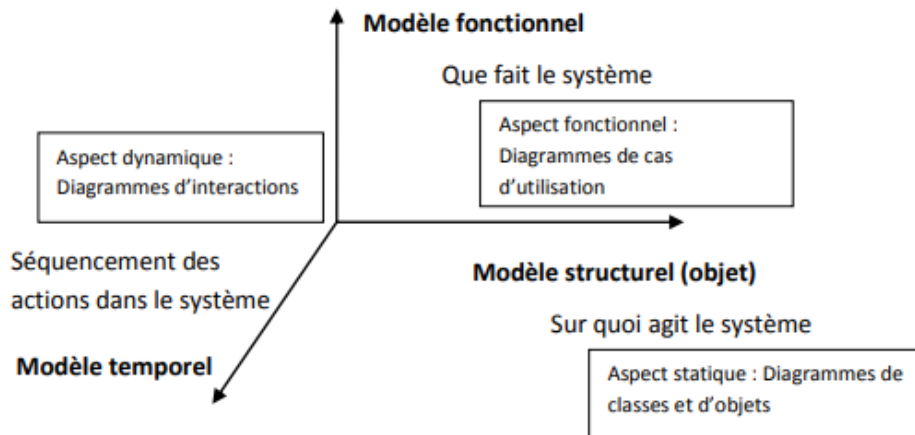 Modèle fonctionnel
Que fait le système
Aspect fonctionnel :
Diagrammes de cas
d'utilisation
Aspect dynamique :
Diagrammes d'interactions
Séquencement des
actions dans le système
Modèle temporel
Modèle structurel (objet)
Sur quoi agit le système
Aspect statique : Diagrammes de
classes et d'objets